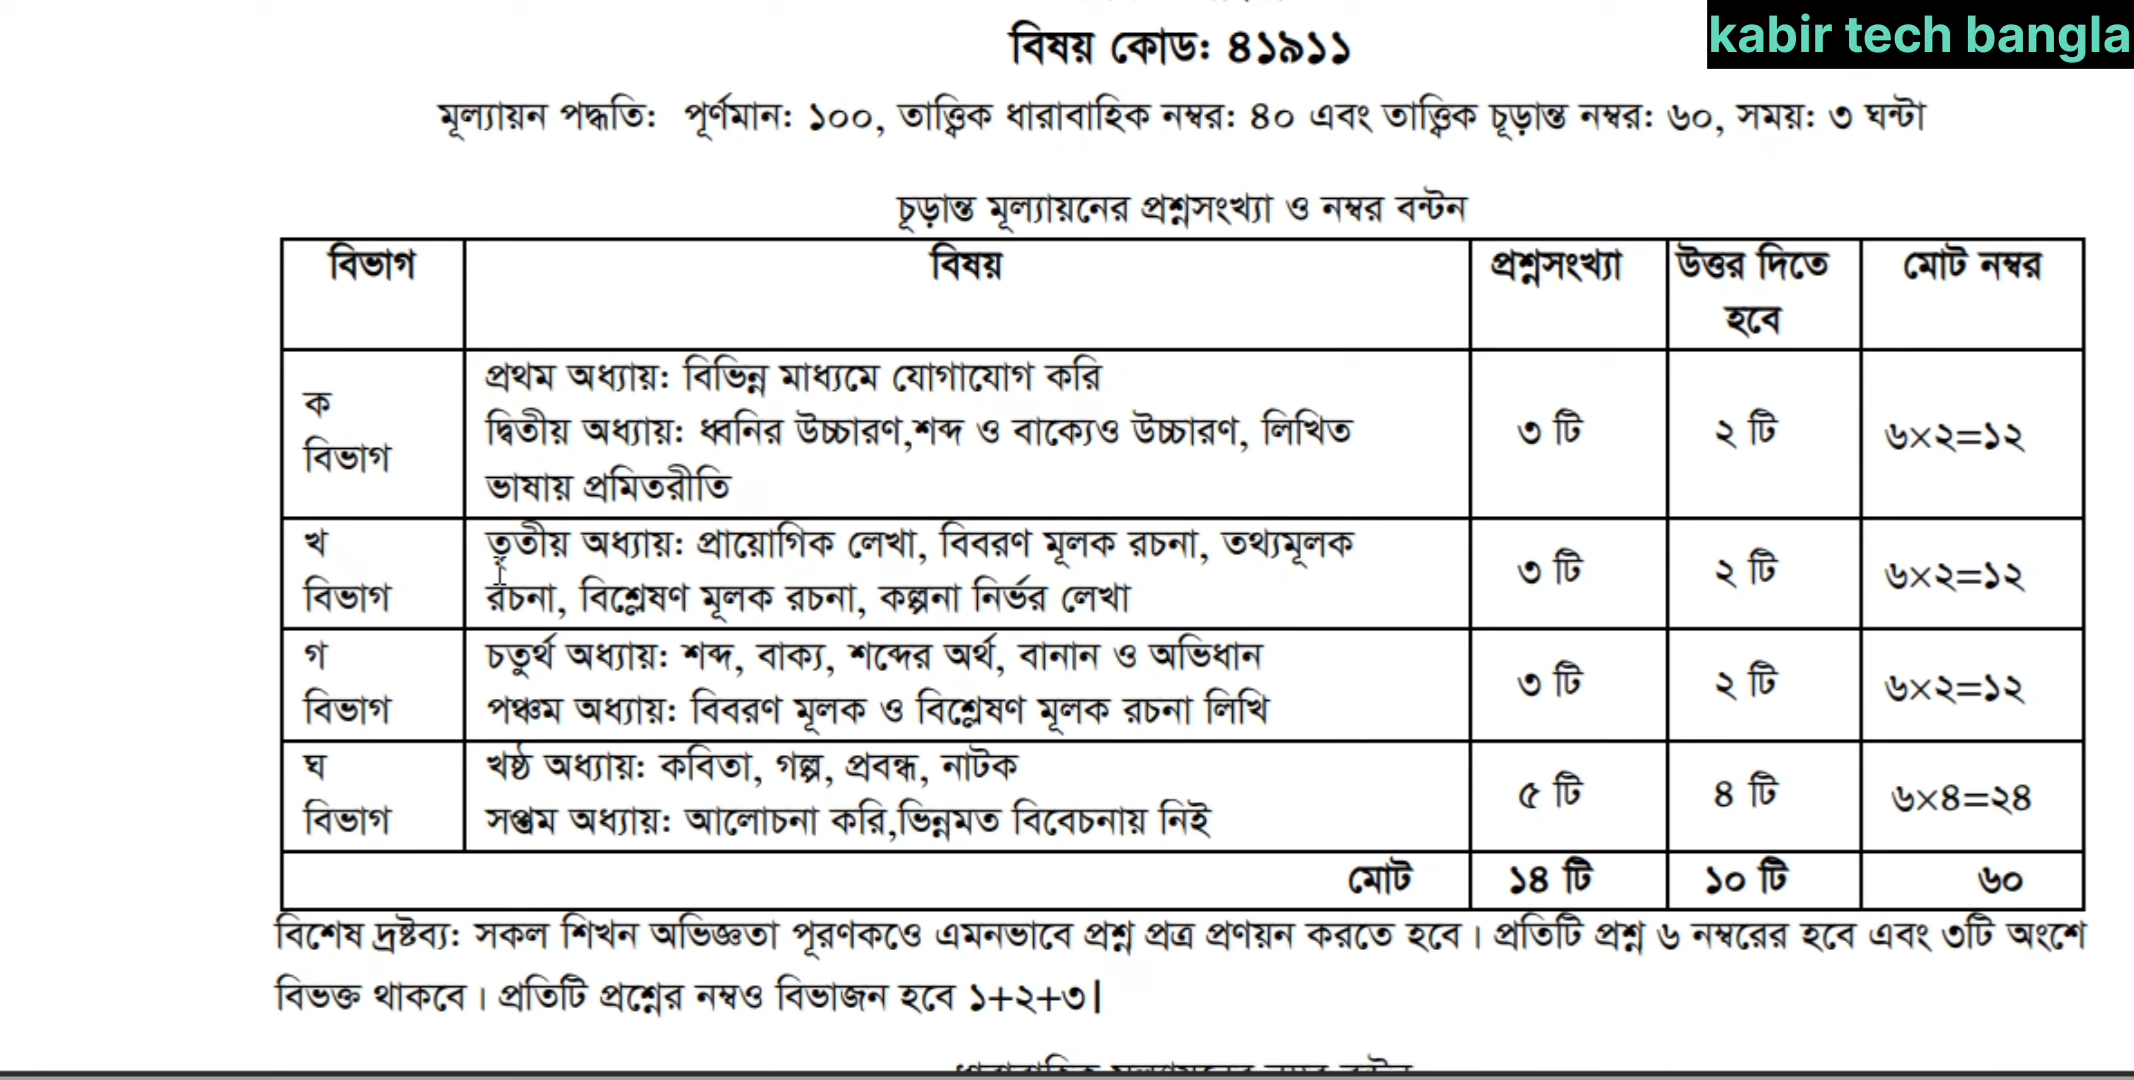 kabir tech bangla
বিষয় কোড: ৪১৯১১
মূল্যায়ন পদ্ধতি: পূর্ণমান: ১০০, তাত্ত্বিক ধারাবাহিক নম্বর: ৪০ এবং তাত্ত্বিক চূড়ান্ত নম্বর: ৬০, সময়: ৩ ঘন্টা
চূড়ান্ত মূল্যায়নের প্রশ্নসংখ্যা ও নম্বর বন্টন
বিভাগ বিষয় প্রশ্নসংখ্যা উত্তর দিতে মোট নম্বর
হবে
প্রথম অধ্যায়: বিভিন্ন মাধ্যমে যোগাযোগ করি
ক
দ্বিতীয় অধ্যায়: ধ্বনির উচ্চারণ,শব্দ ও বাক্যেও উচ্চারণ, লিখিত ৩ টি ২ টি ৬×২=১২
বিভাগ
ভাষায় প্রমিতরীতি
খ তৃতীয় অধ্যায়: প্রায়োগিক লেখা, বিবরণ মূলক রচনা, তথ্যমূলক ৩ টি ২ টি ৬×২=১২
বিভাগ রচনা, বিশ্লেষণ মূলক রচনা, কল্পনা নির্ভর লেখা
গ চতুর্থ অধ্যায়: শব্দ, বাক্য, শব্দের অর্থ, বানান ও অভিধান ৩ টি ২ টি ৬×২=১২
বিভাগ পঞ্চম অধ্যায়: বিবরণ মূলক ও বিশ্লেষণ মূলক রচনা লিখি
ঘ খষ্ঠ অধ্যায়: কবিতা, গল্প, প্রবন্ধ, নাটক ৫ টি ৪ টি ৬×৪=২৪
বিভাগ সপ্তম অধ্যায়: আলোচনা করি,ভিন্নমত বিবেচনায় নিই
মোট ১৪ টি ১০ টি ৬০
বিশেষ দ্রষ্টব্য: সকল শিখন অভিজ্ঞতা পূরণকওে এমনভাবে প্রশ্ন প্রত্র প্রণয়ন করতে হবে। প্রতিটি প্রশ্ন ৬ নম্বরের হবে এবং ৩টি অংশে
বিভক্ত থাকবে। প্রতিটি প্রশ্নের নম্বও বিভাজন হবে ১+২+৩|